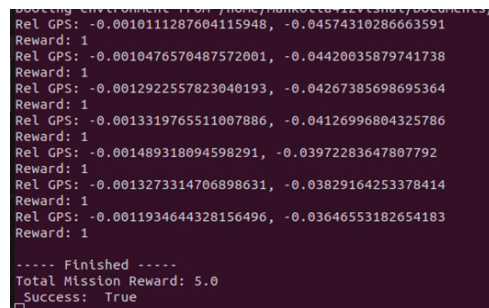 Rel GPS: -0.0010111287604115948, -0.04574310286663591
Reward: 1
Rel GPS: -0.0010476570487572001, -0.04420035879741738
Reward: 1
Rel GPS: -0.0012922557823040193, -0.04267385698695364
Reward: 1
Rel GPS: -0.0013319765511007886, -0.04126996804325786
Reward: 1
Rel GPS: -0.001489318094598291, -0.03972283647807792
Reward: 1
Rel GPS: -0.0013273314706898631, -0.03829164253378414
Reward: 1
Rel GPS: -0.0011934644328156496, -0.03646553182654183
Reward: 1
----- Finished -----
Total Mission Reward: 5.0
Success:  True